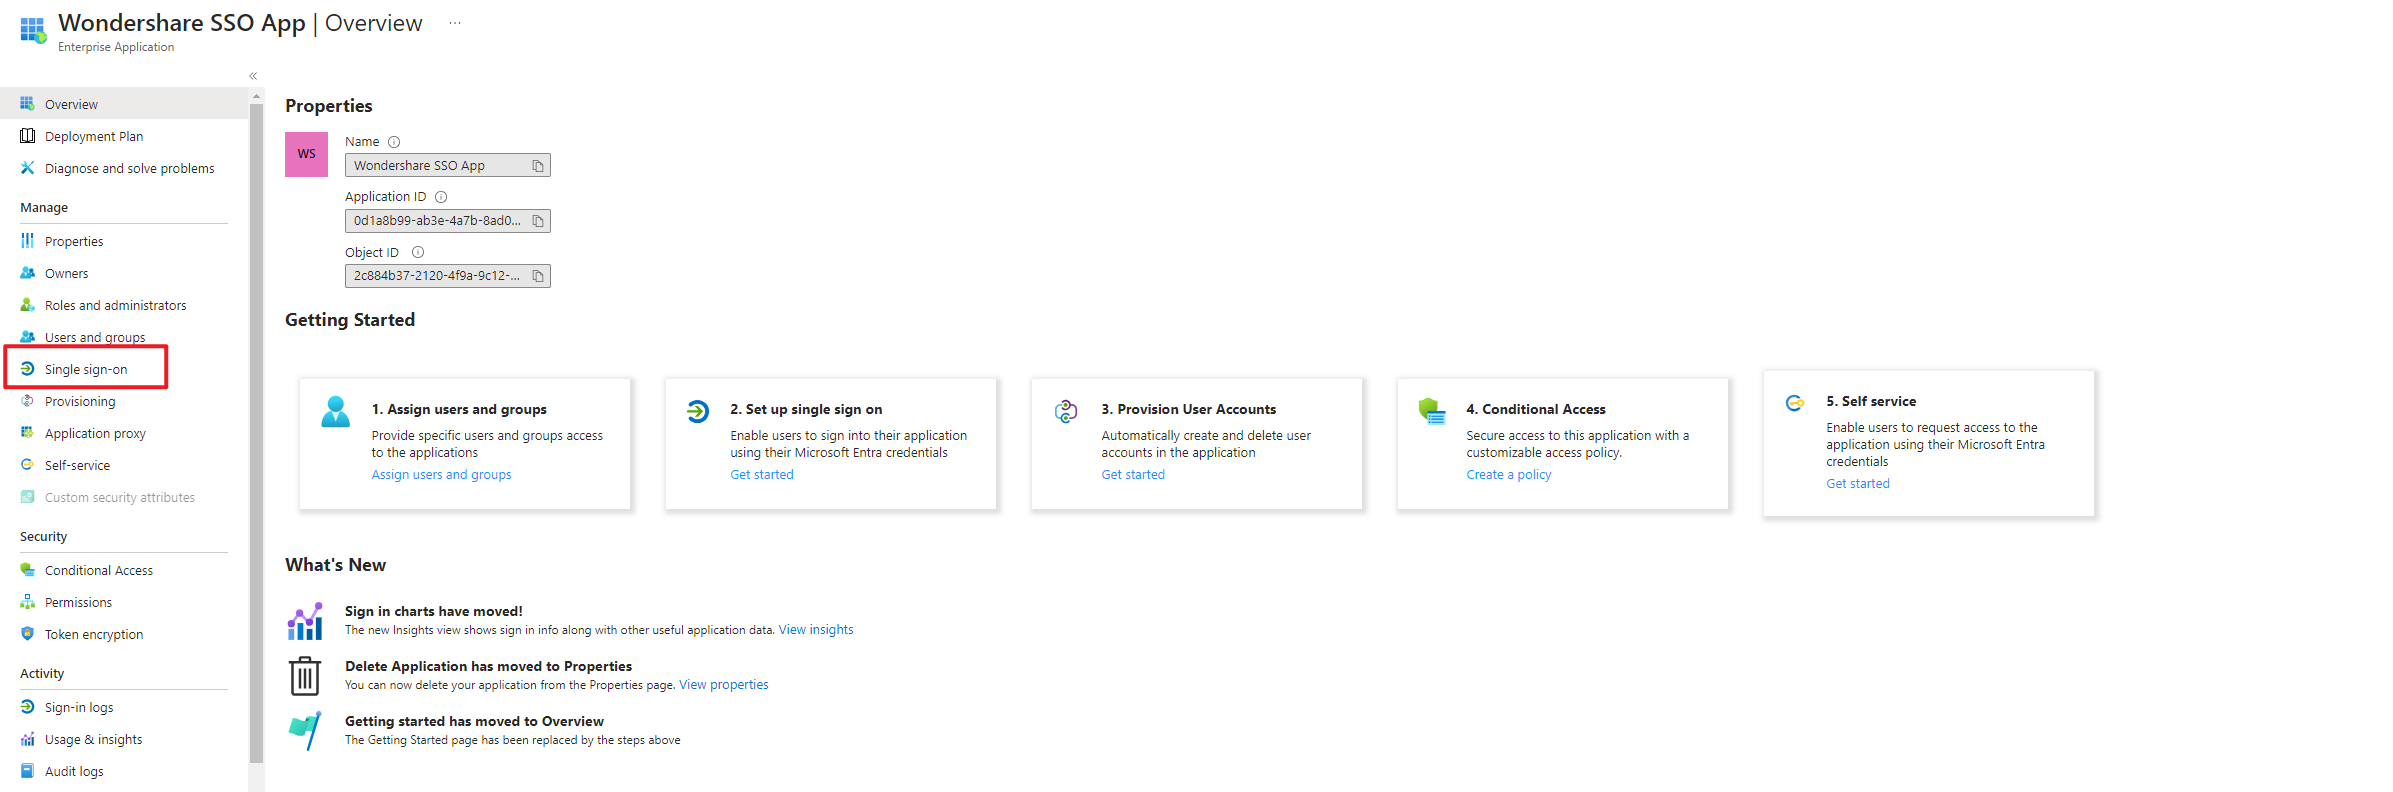 Wondershare SSO App | Overview ···
Enterprise Application
«
Overview
Deployment Plan
Diagnose and solve problems
Manage
Properties
Owners
Roles and administrators
Users and groups
Single sign-on
Provisioning
Application proxy
Self-service
Custom security attributes
Security
Conditional Access
Permissions
Token encryption
Activity
Sign-in logs
Usage & insights
Audit logs
Properties
WS
Name
Wondershare SSO App
Application ID
0d1a8b99-ab3e-4a7b-8ad0...
Object ID
2c884b37-2120-4f9a-9c12-...
Getting Started
1. Assign users and groups
Provide specific users and groups access
to the applications
Assign users and groups
2. Set up single sign on
Enable users to sign into their application
using their Microsoft Entra credentials
Get started
3. Provision User Accounts
Automatically create and delete user
accounts in the application
Get started
4. Conditional Access
Secure access to this application with a
customizable access policy.
Create a policy
5. Self service
Enable users to request access to the
application using their Microsoft Entra
credentials
Get started
What's New
Sign in charts have moved!
The new Insights view shows sign in info along with other useful application data. View insights
Delete Application has moved to Properties
You can now delete your application from the Properties page. View properties
Getting started has moved to Overview
The Getting Started page has been replaced by the steps above